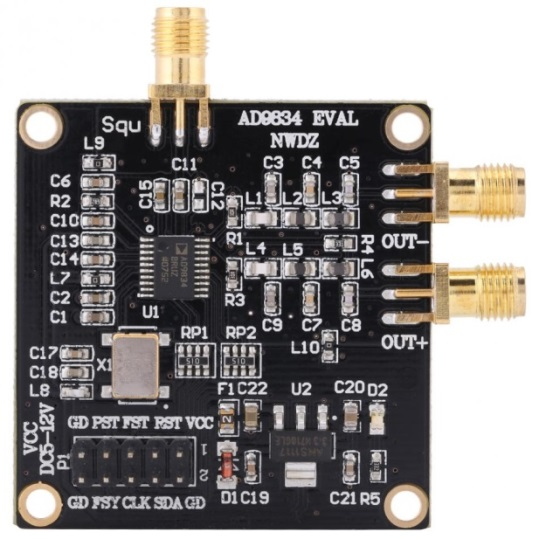 AD9834 EVAL
NWDZ
Squ
C11
L9
C6
R2
C10
C13
C14
L7
C2
C1
C15
C12
C3 C4 C5
L1 L2 L3
R1
R4
OUT-
L4 L5
L6
R3
C9 C7 C8
OUT+
AD9834
U1
L10
C17
C18
L8
X1
RP1 RP2
F1 C22 U2 C20 D2
AMS1117
VCC
DC5-12V
GD PST FST RST VCC
P1
1
2
GD FSY CLK SDA GD
D1 C19
C21 R5